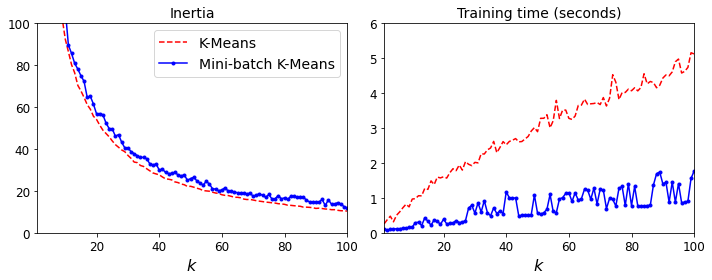 Inertia
100
80
60
40
20
0
20 40 60 80 100
k
K-Means
Mini-batch K-Means
Training time (seconds)
6
5
4
3
2
1
0
20 40 60 80 100
k